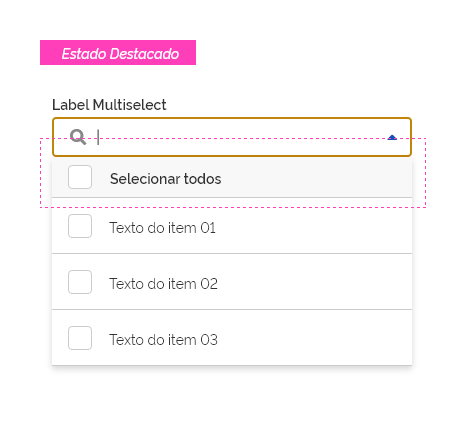 Estado Destacado
Label Multiselect
Selecionar todos
Texto do item 01
Texto do item 02
Texto do item 03